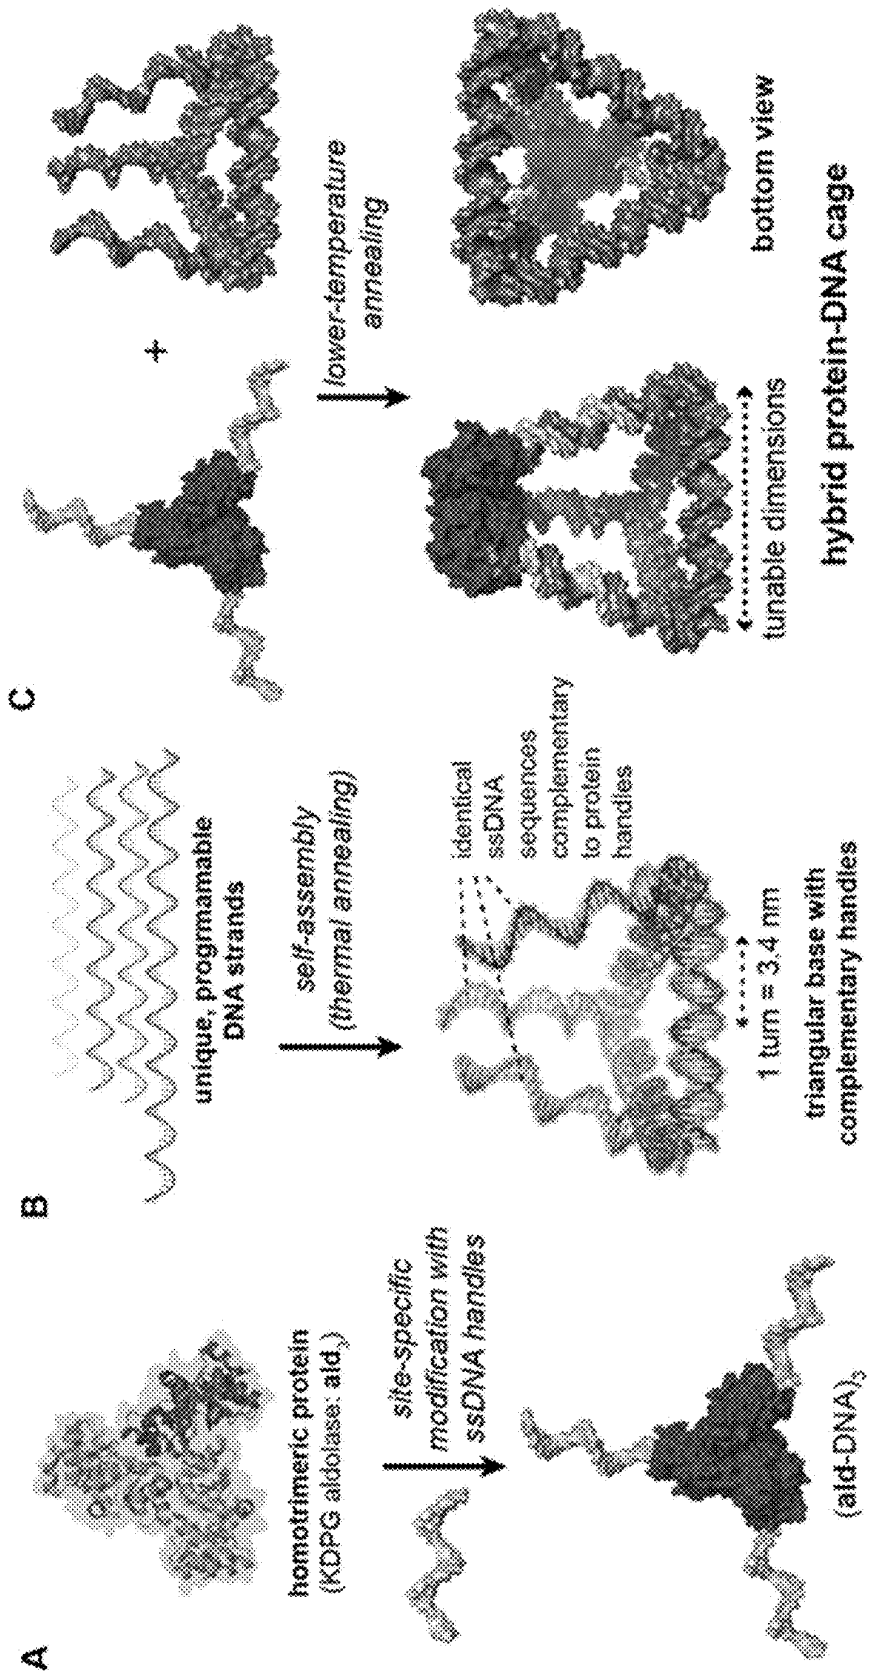 A
homotrimeric protein
(KDPG aldolase: ald₃)
site-specific
modification with
ssDNA handles
(ald-DNA)₃
B
unique, progrmamable
DNA strands
self-assembly
(thermal annealing)
identical
ssDNA
sequences
complementary
to protein
handles
1 turn = 3.4 nm
triangular base with
complementary handles
C
+
lower-temperature
annealing
tunable dimensions
bottom view
hybrid protein-DNA cage